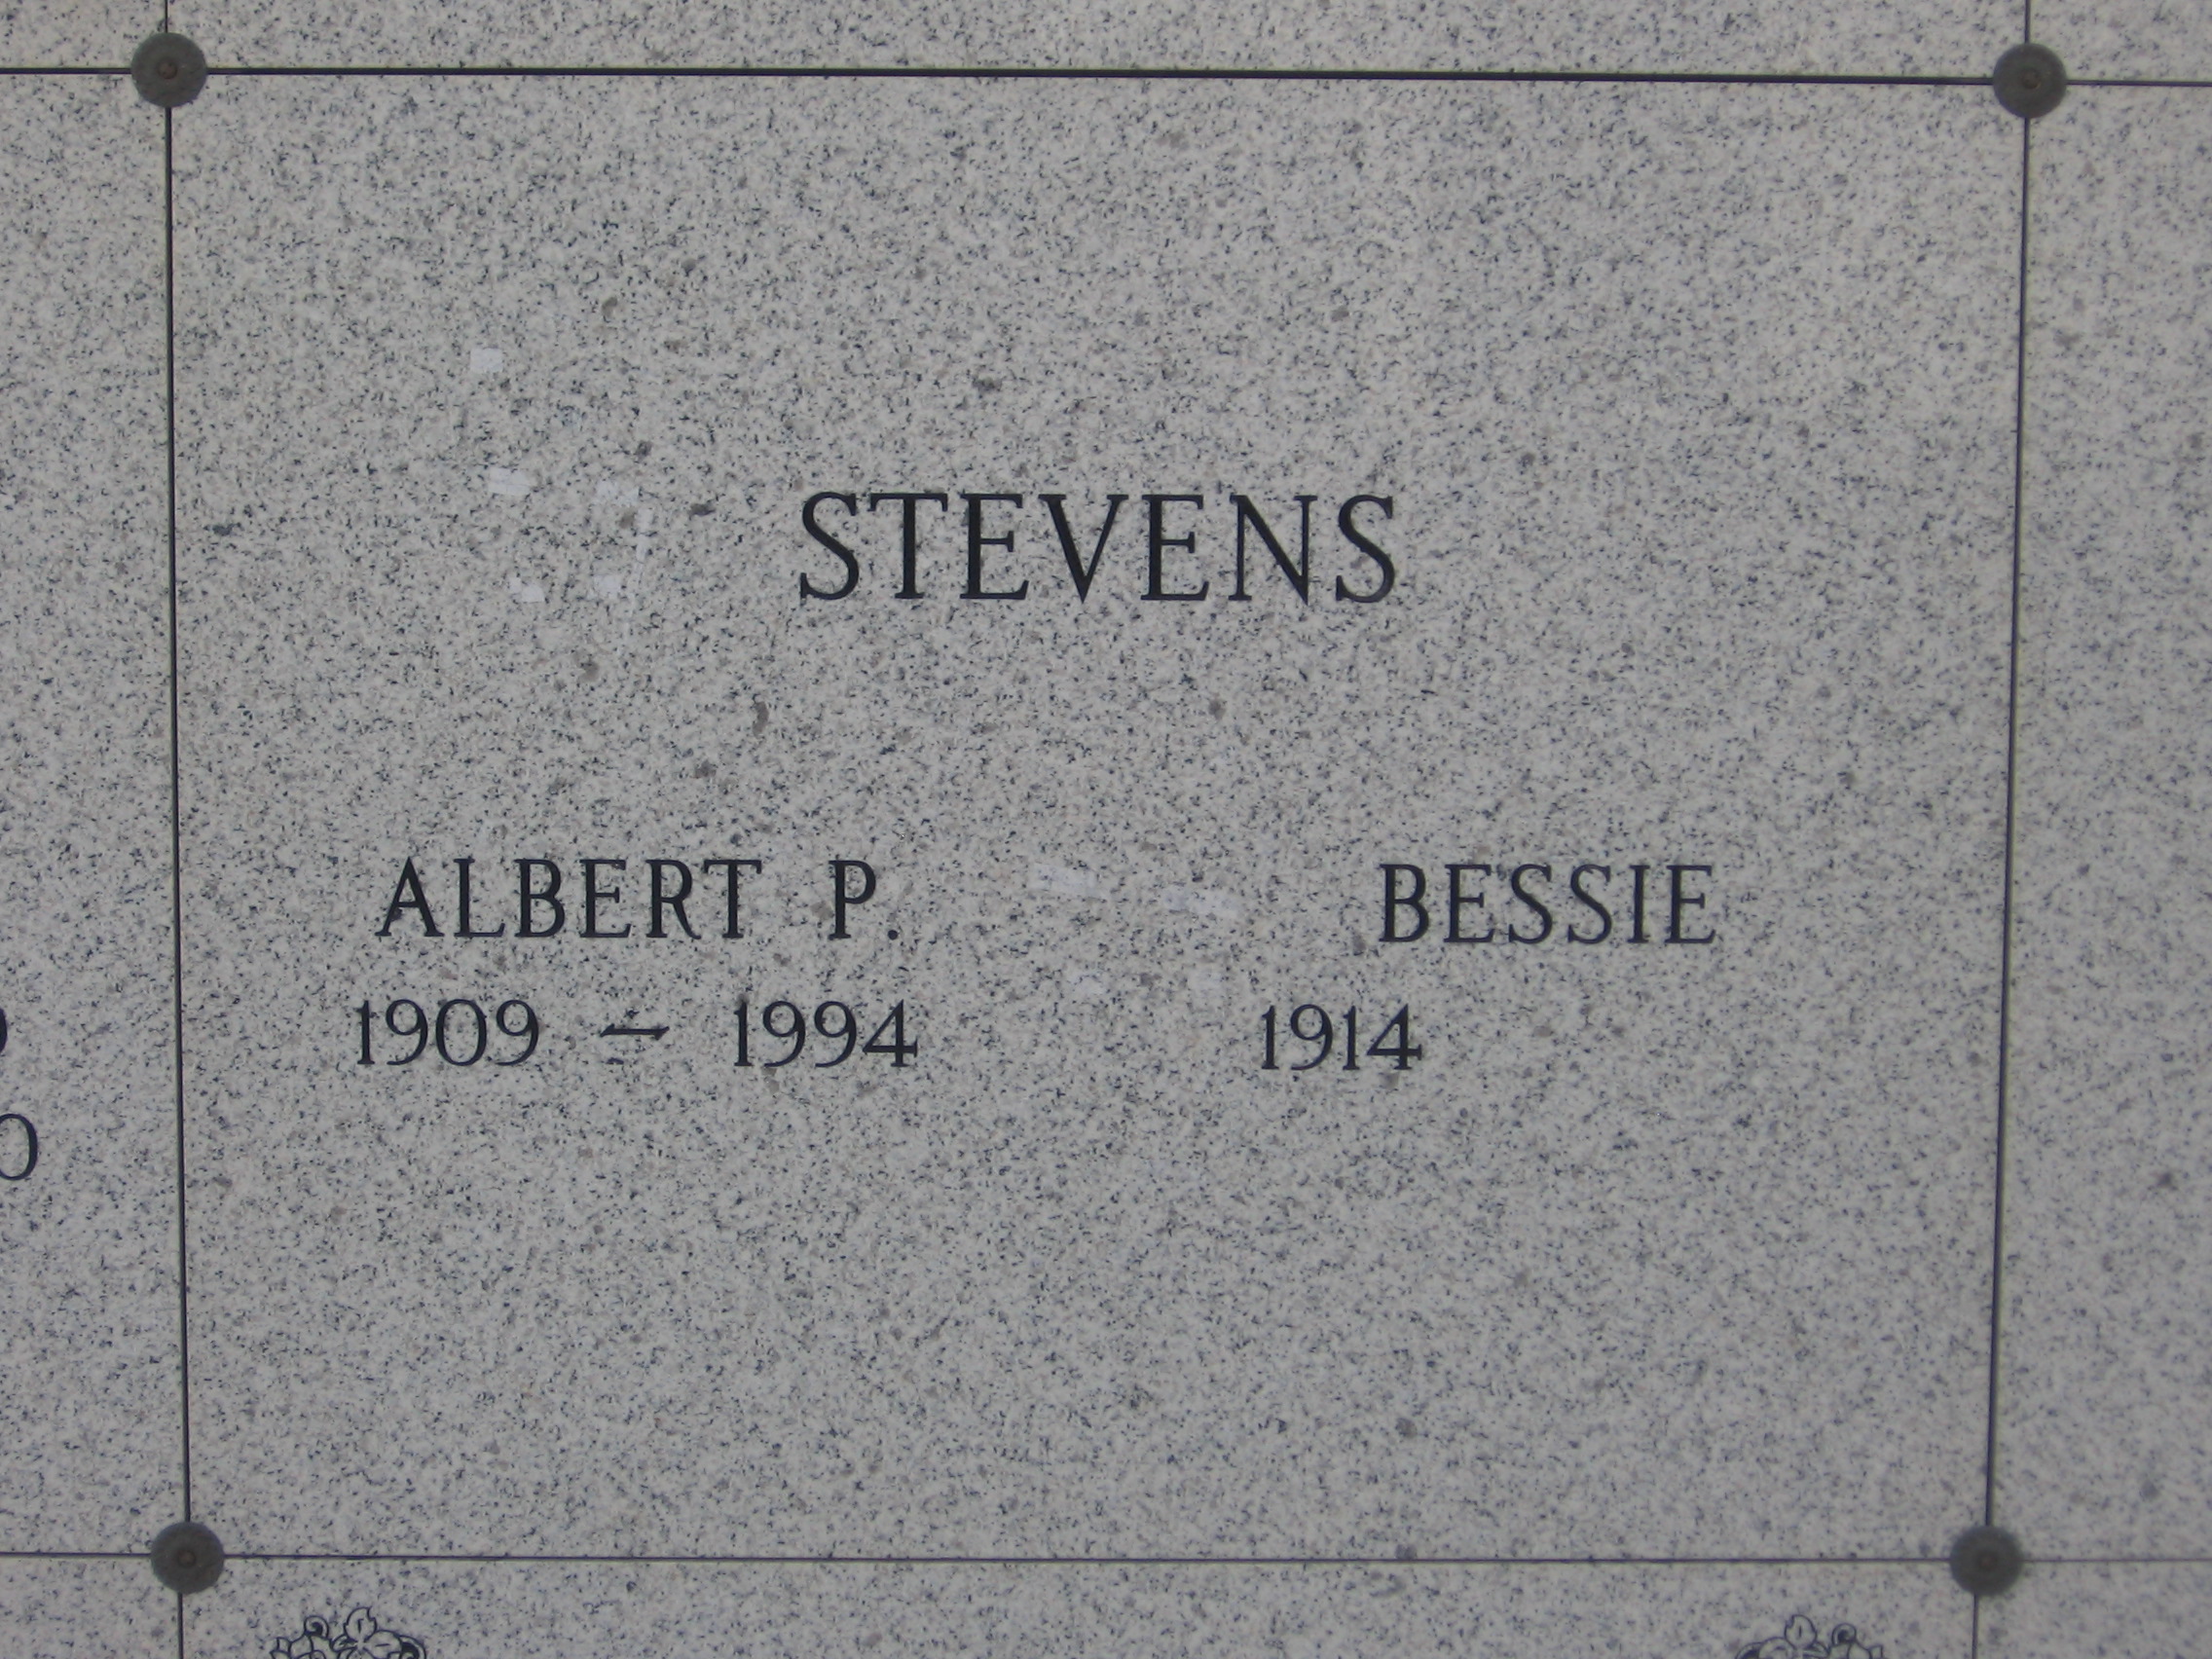 STEVENS
ALBERT P. BESSIE
1909 — 1994 1914